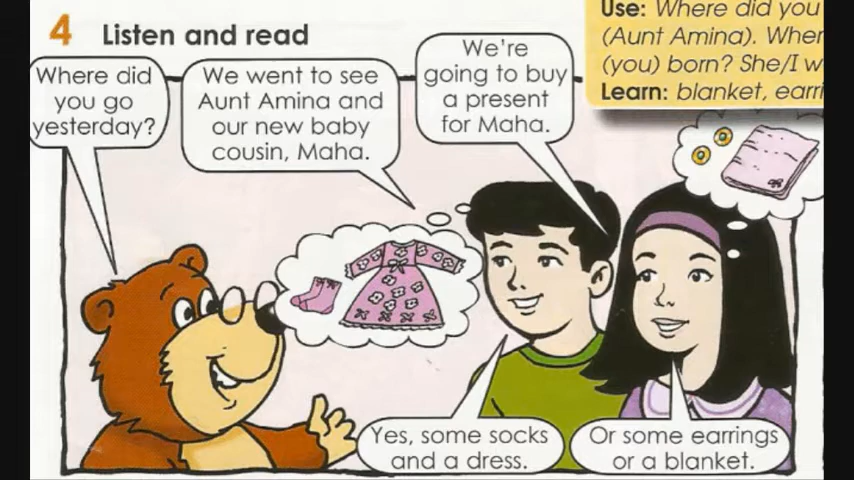 4 Listen and read
Use: Where did you
(Aunt Amina).
(you) born? She/I
Learn: blanket,
Where did
you go
yesterday?
We went to see
Aunt Amina and
our new baby
cousin, Maha.
We're
going to buy
a present
for Maha.
Yes, some socks
and a dress.
Or some earrings
or a blanket.